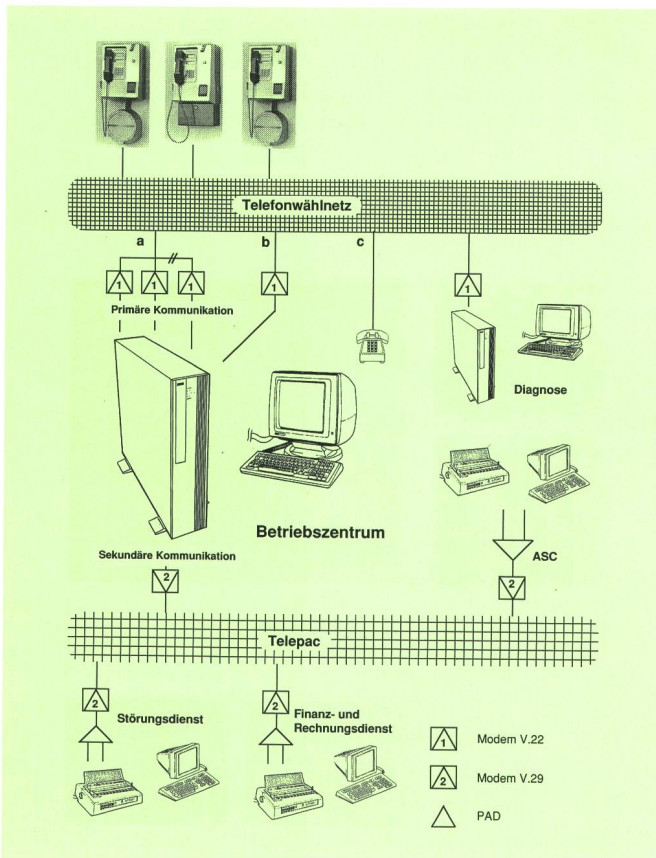 Telefonwählnetz
a
b
c
1
1
1
1
1
Primäre Kommunikation
Diagnose
Betriebszentrum
Sekundäre Kommunikation
ASC
2
2
Telepac
2
2
Störungsdienst
Finanz- und
Rechnungsdienst
1 Modem V.22
2 Modem V.29
PAD